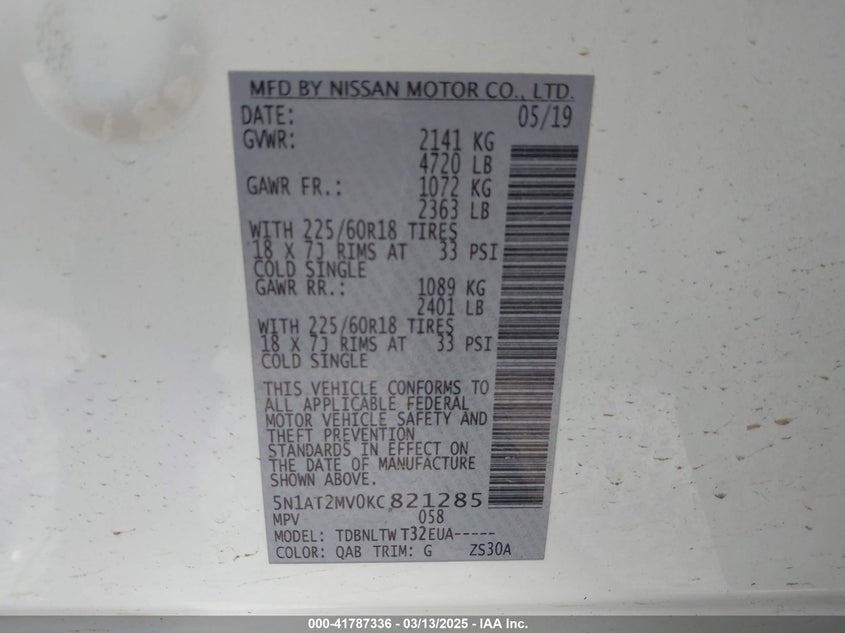 MFD BY NISSAN MOTOR CO., LTD.
DATE: 05/19
GVWR: 2141 KG
4720 LB
GAWR FR.: 1072 KG
2363 LB
WITH 225/60R18 TIRES
18 X 7J RIMS AT 33 PSI
COLD SINGLE
GAWR RR.: 1089 KG
2401 LB
WITH 225/60R18 TIRES
18 X 7J RIMS AT 33 PSI
COLD SINGLE
THIS VEHICLE CONFORMS TO
ALL APPLICABLE FEDERAL
MOTOR VEHICLE SAFETY AND
THEFT PREVENTION
STANDARDS IN EFFECT ON
THE DATE OF MANUFACTURE
SHOWN ABOVE.
5N1AT2MV0KC821285
MPV 058
MODEL: TDBNLTW T32EUA-----
COLOR: QAB TRIM: G ZS30A
000-41787336 - 03/13/2025 - IAA Inc.